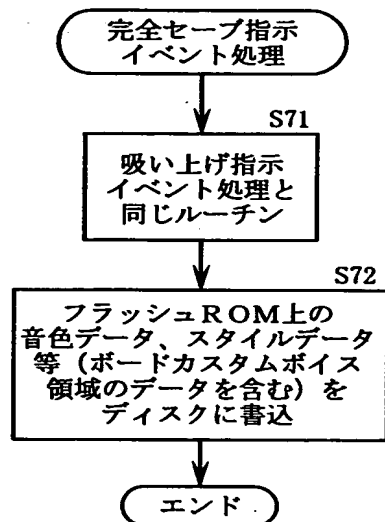 完全セーブ指示
イベント処理
S71
吸い上げ指示
イベント処理と
同じルーチン
S72
フラッシュROM上の
音色データ、スタイルデータ
等（ボードカスタムボイス
領域のデータを含む）を
ディスクに書込
エンド